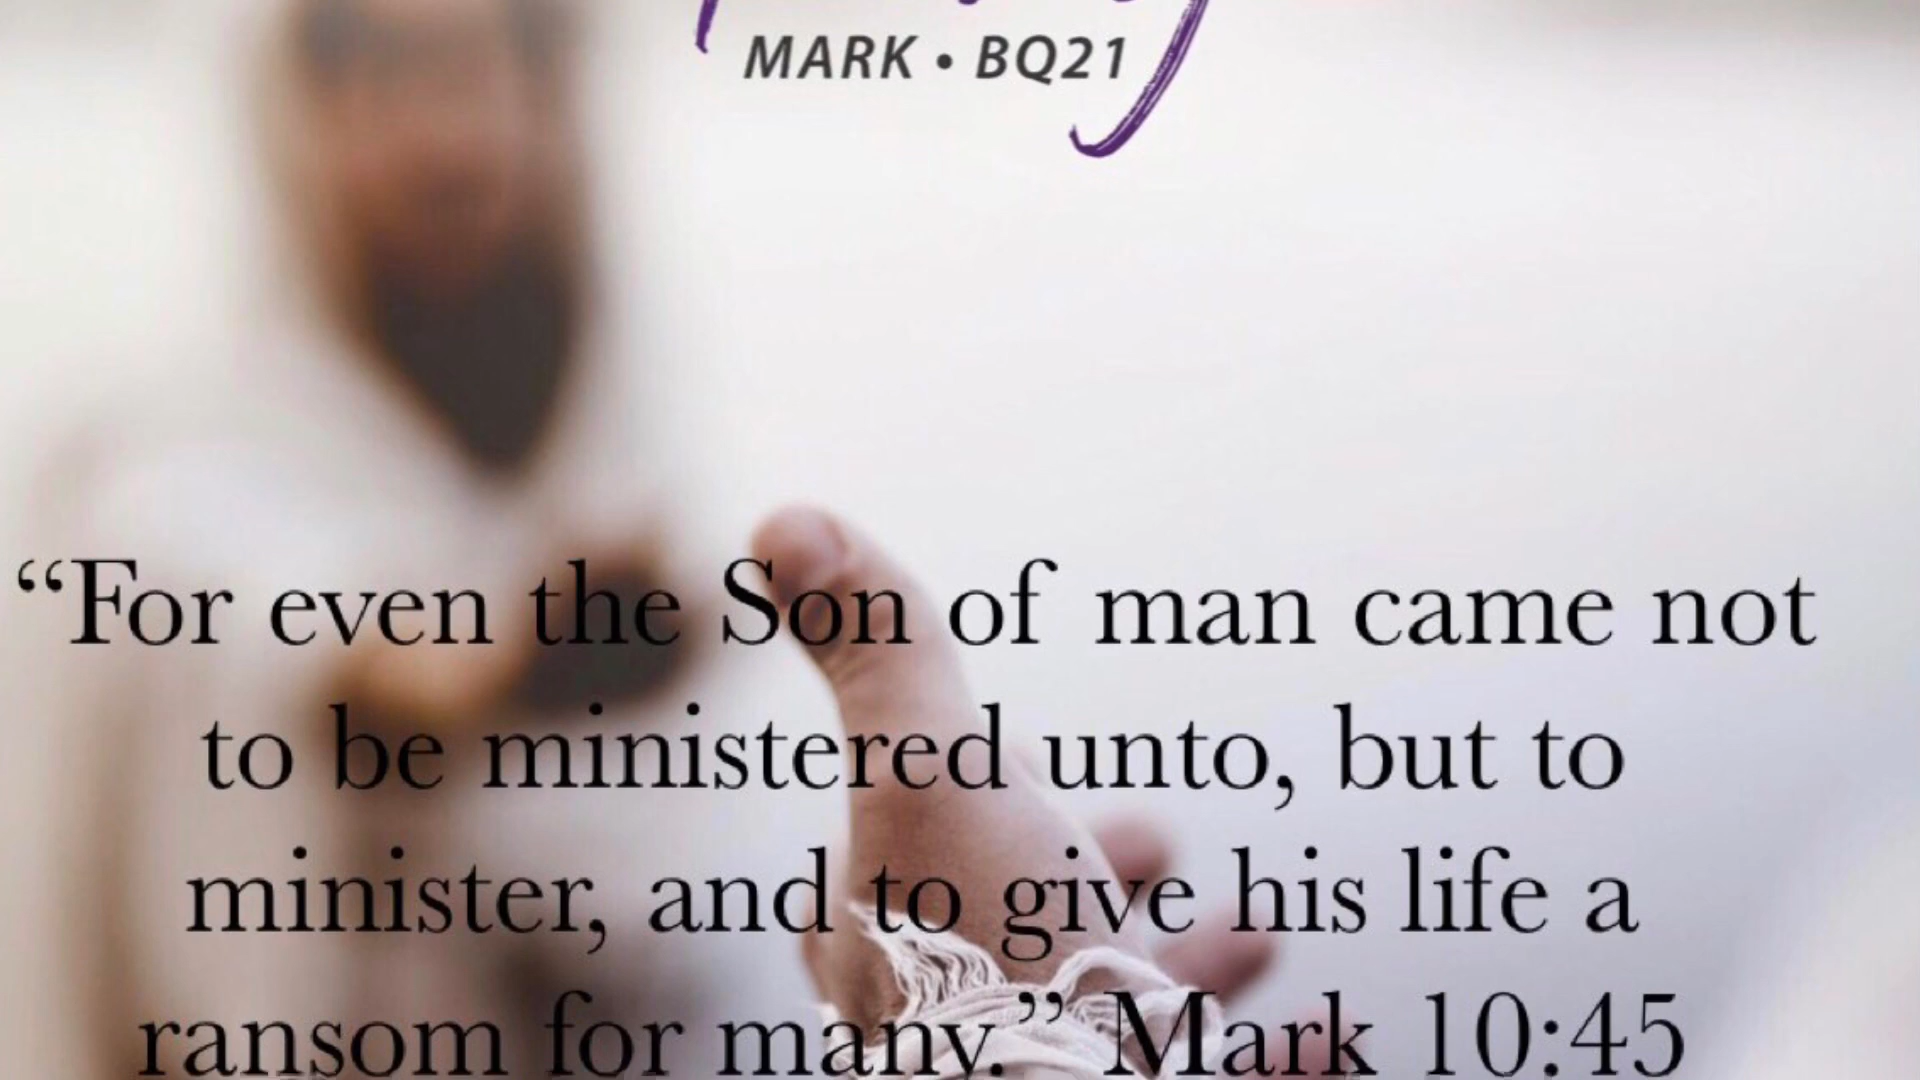 MARK • BQ21
“For even the Son of man came not
to be ministered unto, but to
minister, and to give his life a
ransom for many.” Mark 10:45